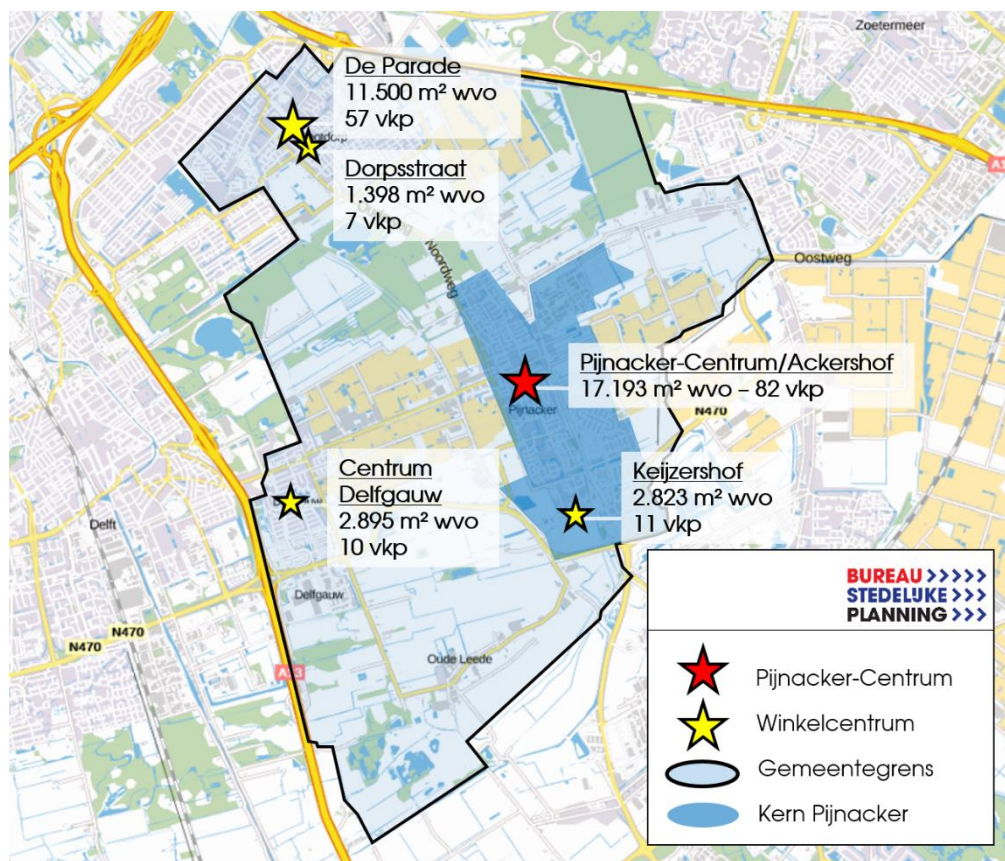 Zoetermeer
De Parade
11.500 m² wvo
57 vkp
Dorpsstraat
1.398 m² wvo
7 vkp
Noordweg
Oostweg
Pijnacker-Centrum/Ackershof
17.193 m² wvo – 82 vkp
Pijnacker
N470
Centrum
Delfgauw
2.895 m² wvo
10 vkp
Keijzershof
2.823 m² wvo
11 vkp
Delft
Delfgauw
N470
N470
Oude Leede
BUREAU >>>>>
STEDELIJKE >>>
PLANNING >>>
Pijnacker-Centrum
Winkelcentrum
Gemeentegrens
Kern Pijnacker